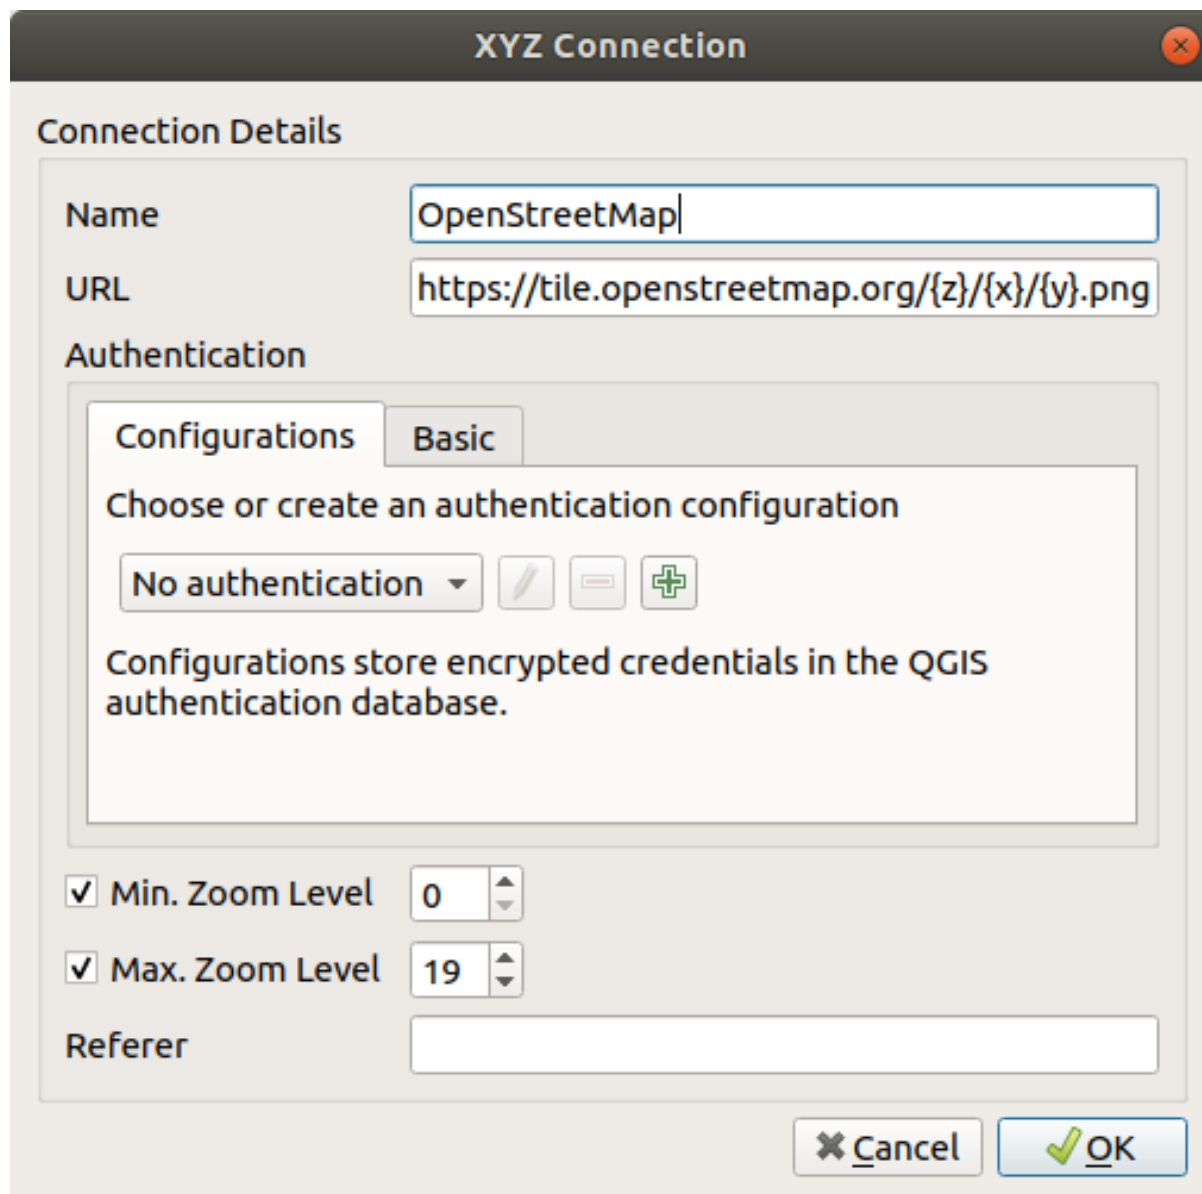 XYZ Connection
Connection Details
Name OpenStreetMap
URL https://tile.openstreetmap.org/{z}/{x}/{y}.png
Authentication
Configurations Basic
Choose or create an authentication configuration
No authentication
Configurations store encrypted credentials in the QGIS
authentication database.
Min. Zoom Level 0
Max. Zoom Level 19
Referer
Cancel OK